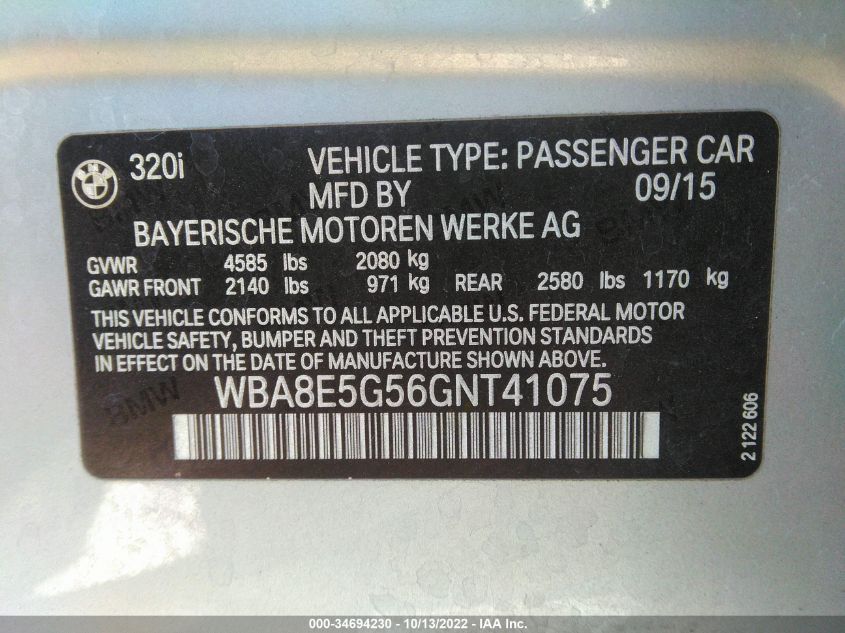 BMW 320i VEHICLE TYPE: PASSENGER CAR
MFD BY 09/15
BAYERISCHE MOTOREN WERKE AG
GVWR 4585 lbs 2080 kg
GAWR FRONT 2140 lbs 971 kg REAR 2580 lbs 1170 kg
THIS VEHICLE CONFORMS TO ALL APPLICABLE U.S. FEDERAL MOTOR
VEHICLE SAFETY, BUMPER AND THEFT PREVENTION STANDARDS
IN EFFECT ON THE DATE OF MANUFACTURE SHOWN ABOVE.
WBA8E5G56GNT41075
2 122 606
BMW
BMW
000-34694230 - 10/13/2022 - IAA Inc.